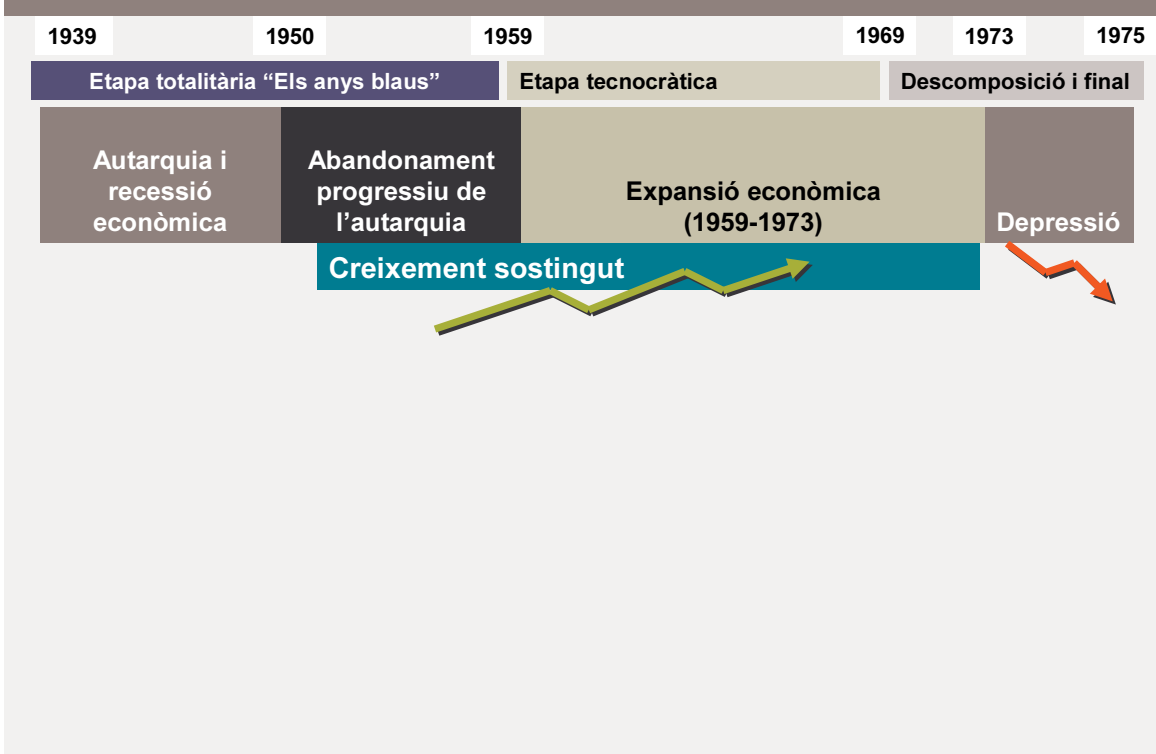 1939 1950 1959 1969 1973 1975
Etapa totalitària “Els anys blaus” Etapa tecnocràtica Descomposició i final
Autarquia i
recessió
econòmica
Abandonament
progressiu de
l’autarquia
Expansió econòmica
(1959-1973)
Depressió
Creixement sostingut